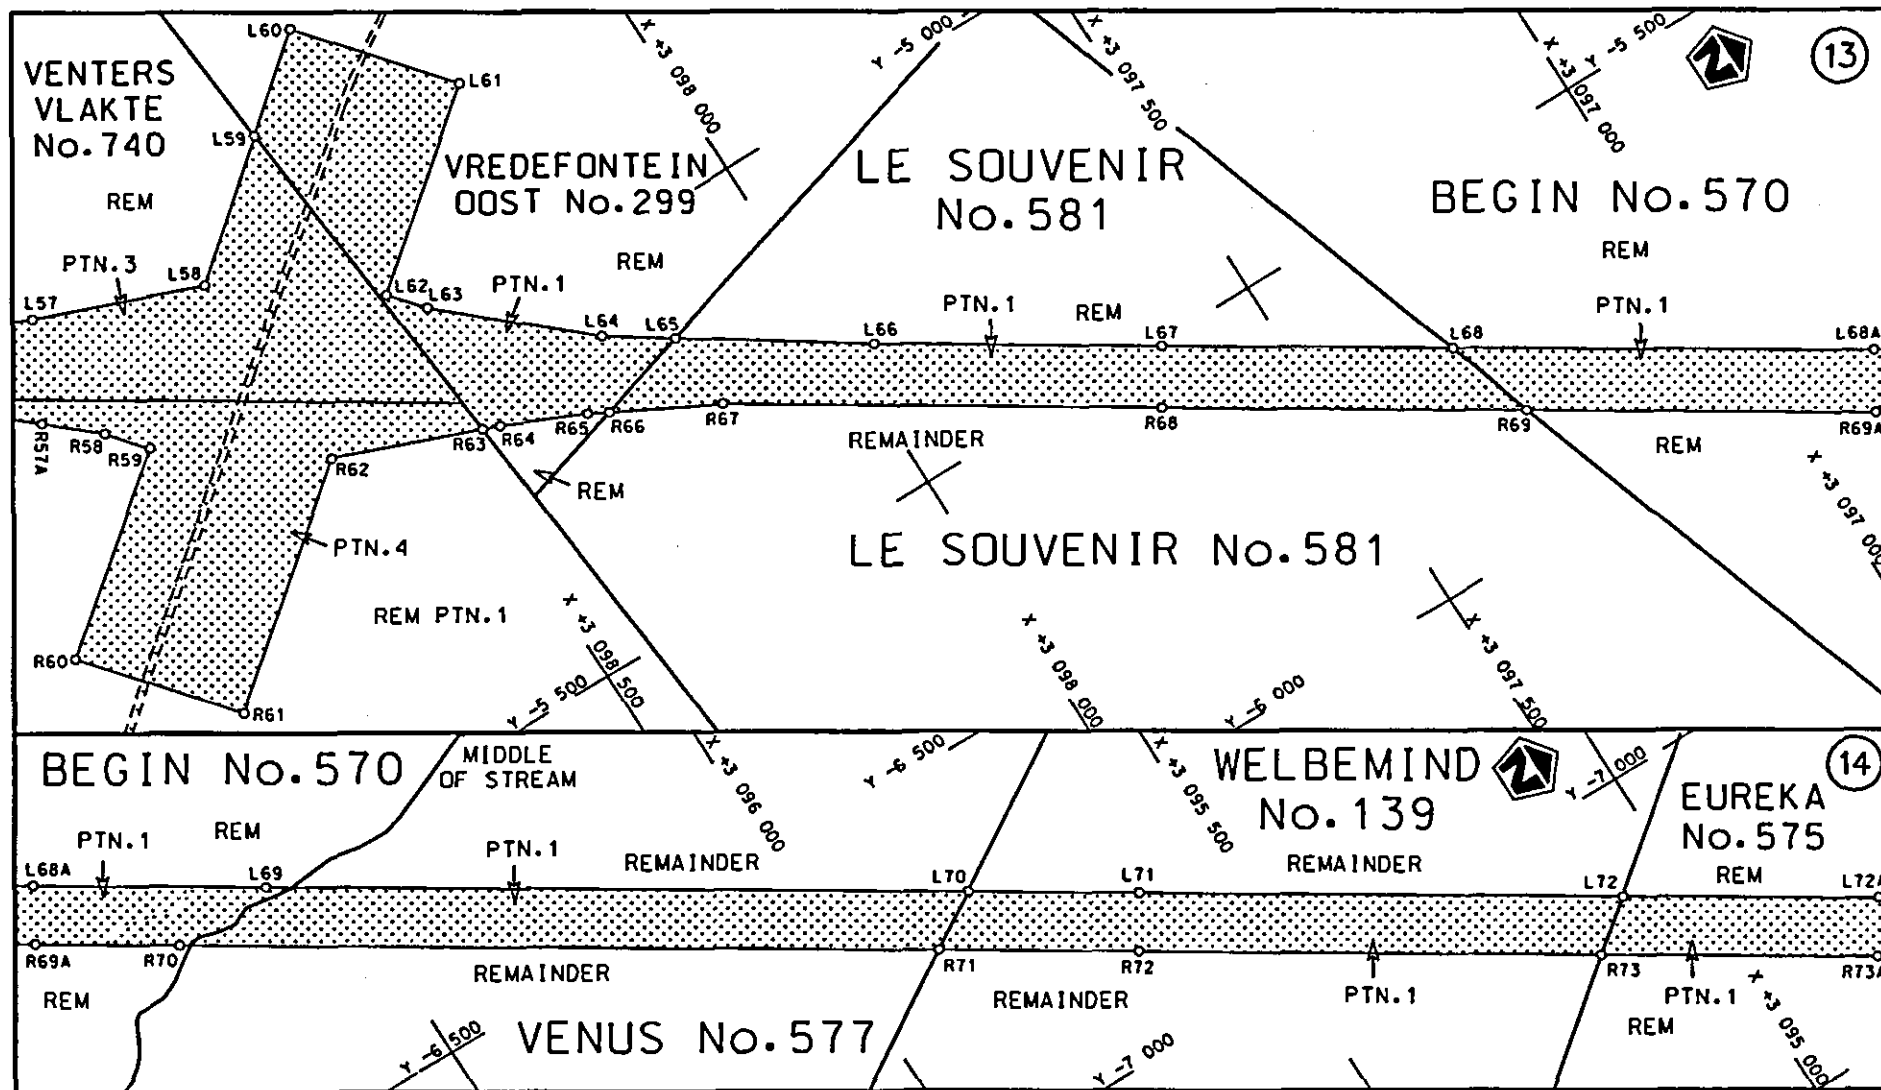 L60
L61
X +3 098 000
Y -5 000
X +3 097 500
X +3 097 000
Y -5 500
13
VENTERS
VLAKTE
No.740
L59
VREDEFONTEIN
OOST No.299
LE SOUVENIR
No.581
BEGIN No.570
REM
REM
REM
PTN.3
L58
L62
L63
PTN.1
PTN.1
REM
PTN.1
L57
L64
L65
L66
L67
L68
L68A
R57A
R58
R59
R62
R63
R64
R65
R66
R67
R68
R69
R69A
REMAINDER
REM
REM
X +3 097 000
PTN.4
LE SOUVENIR No.581
REM PTN.1
X +3 098 500
X +3 098 000
X +3 097 500
R60
R61
Y -5 500
Y -6 000
BEGIN No.570
MIDDLE
OF STREAM
X +3 096 000
Y -6 500
X +3 095 500
WELBEMIND
No.139
Y -7 000
14
EUREKA
No.575
PTN.1
REM
PTN.1
REMAINDER
REMAINDER
REM
L68A
L69
L70
L71
L72
L72A
R69A
R70
R71
R72
R73
R73A
REM
REMAINDER
REMAINDER
PTN.1
PTN.1
REM
X +3 095 000
VENUS No.577
Y -6 500
Y -7 000